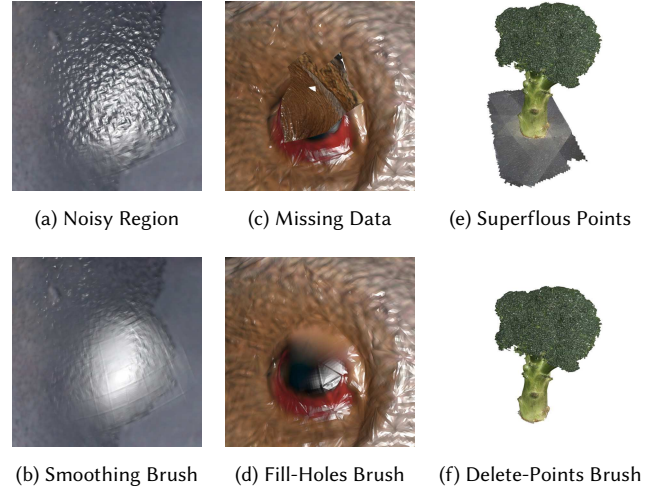 (a) Noisy Region
(c) Missing Data
(e) Superflous Points
(b) Smoothing Brush
(d) Fill-Holes Brush
(f) Delete-Points Brush